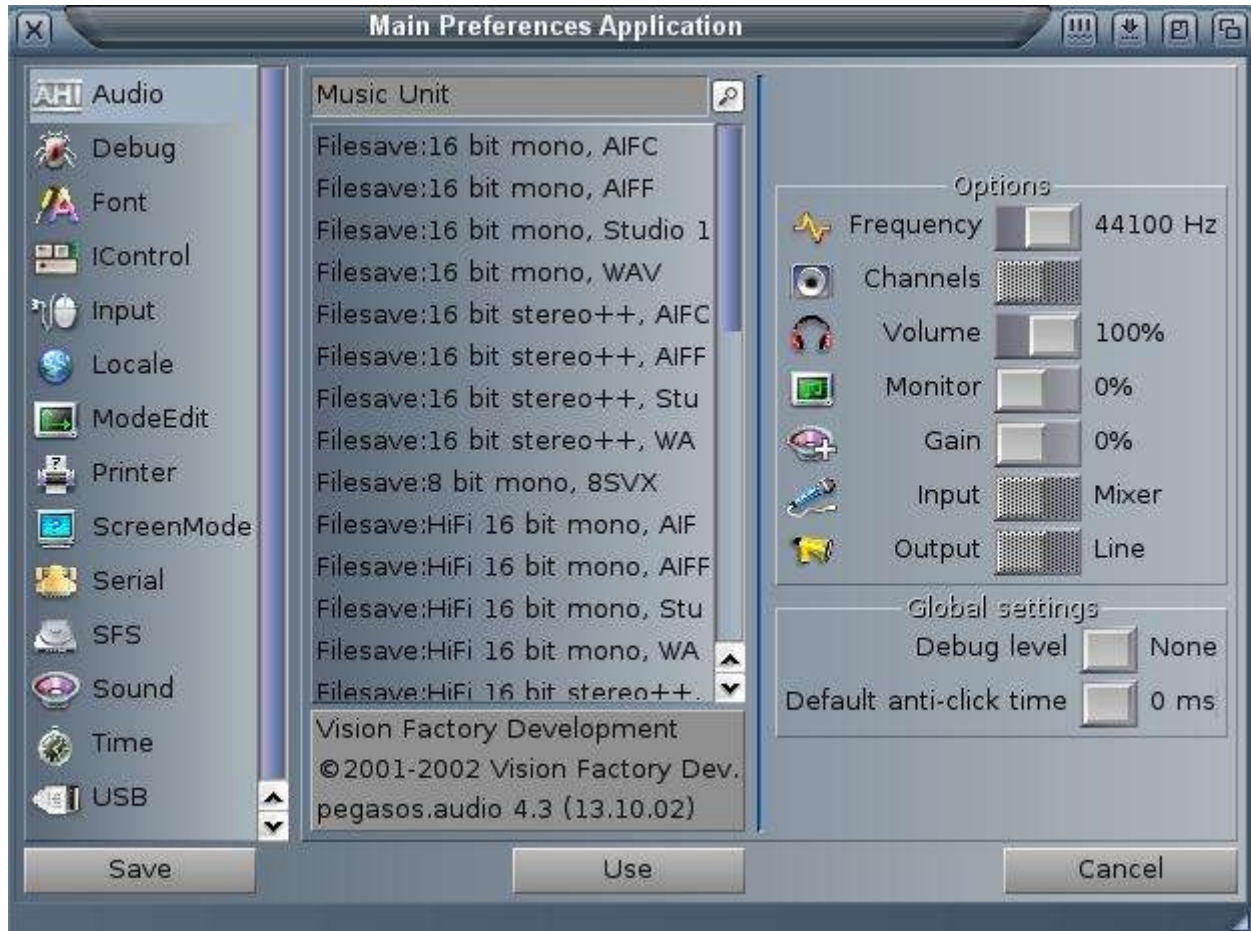 Main Preferences Application
AHI Audio
Debug
Font
IControl
Input
Locale
ModeEdit
Printer
ScreenMode
Serial
SFS
Sound
Time
USB
Music Unit
Filesave:16 bit mono, AIFC
Filesave:16 bit mono, AIFF
Filesave:16 bit mono, Studio 1
Filesave:16 bit mono, WAV
Filesave:16 bit stereo++, AIFC
Filesave:16 bit stereo++, AIFF
Filesave:16 bit stereo++, Stu
Filesave:16 bit stereo++, WA
Filesave:8 bit mono, 8SVX
Filesave:HiFi 16 bit mono, AIF
Filesave:HiFi 16 bit mono, AIFF
Filesave:HiFi 16 bit mono, Stu
Filesave:HiFi 16 bit mono, WA
Filesave:HiFi 16 bit stereo++,
Vision Factory Development
©2001-2002 Vision Factory Dev.
pegasos.audio 4.3 (13.10.02)
Options
Frequency 44100 Hz
Channels
Volume 100%
Monitor 0%
Gain 0%
Input Mixer
Output Line
Global settings
Debug level None
Default anti-click time 0 ms
Save
Use
Cancel